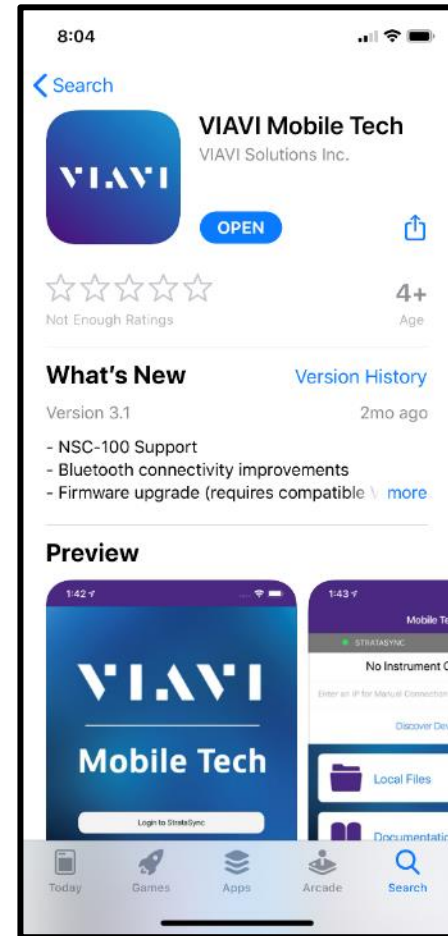 8:04
Search
VIAVI
VIAVI Mobile Tech
VIAVI Solutions Inc.
OPEN
4+
Not Enough Ratings
Age
What's New
Version History
Version 3.1
2mo ago
- NSC-100 Support
- Bluetooth connectivity improvements
- Firmware upgrade (requires compatible
more
Preview
1:42
VIAVI
Mobile Tech
Login to StrataSync
1:43
Mobile Te
STRATASYNC
No Instrument C
Enter an IP for Manual Connection
Discover Dev
Local Files
Documentatio
Today
Games
Apps
Arcade
Search